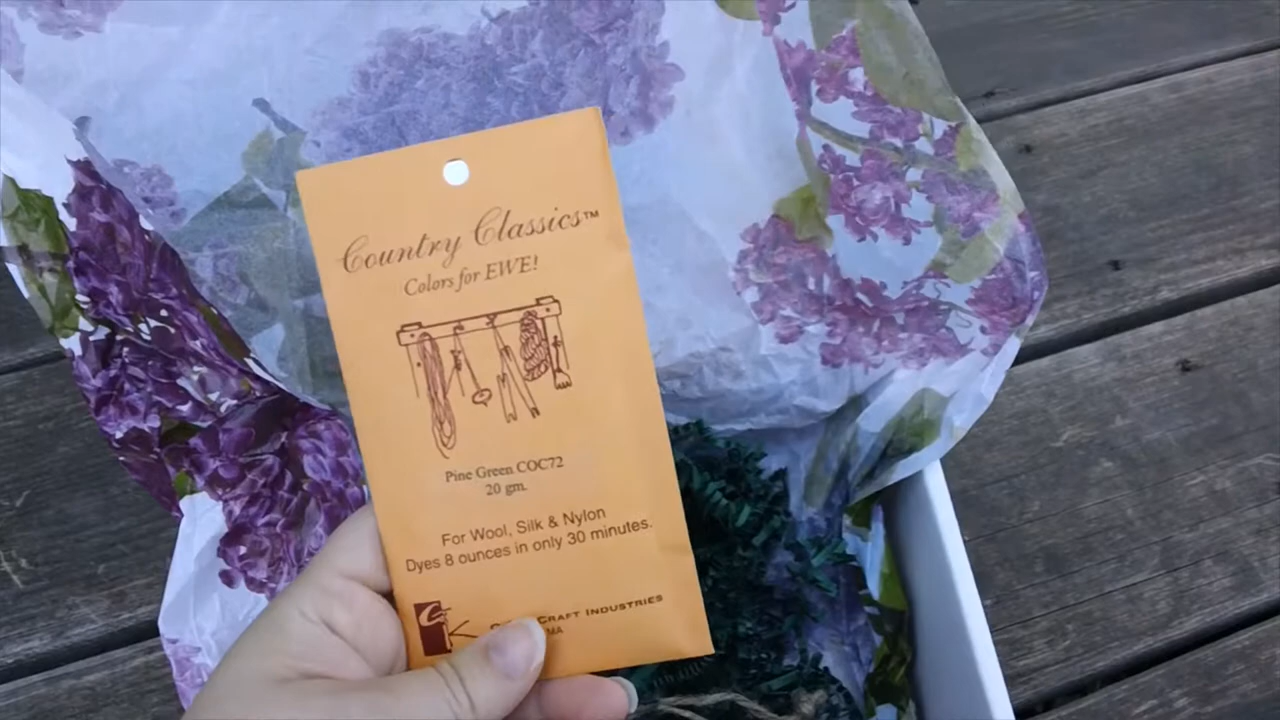 Country Classics™
Colors for EWE!
Pine Green COC72
20 gm.
For Wool, Silk & Nylon
Dyes 8 ounces in only 30 minutes.
Craft Industries
MA